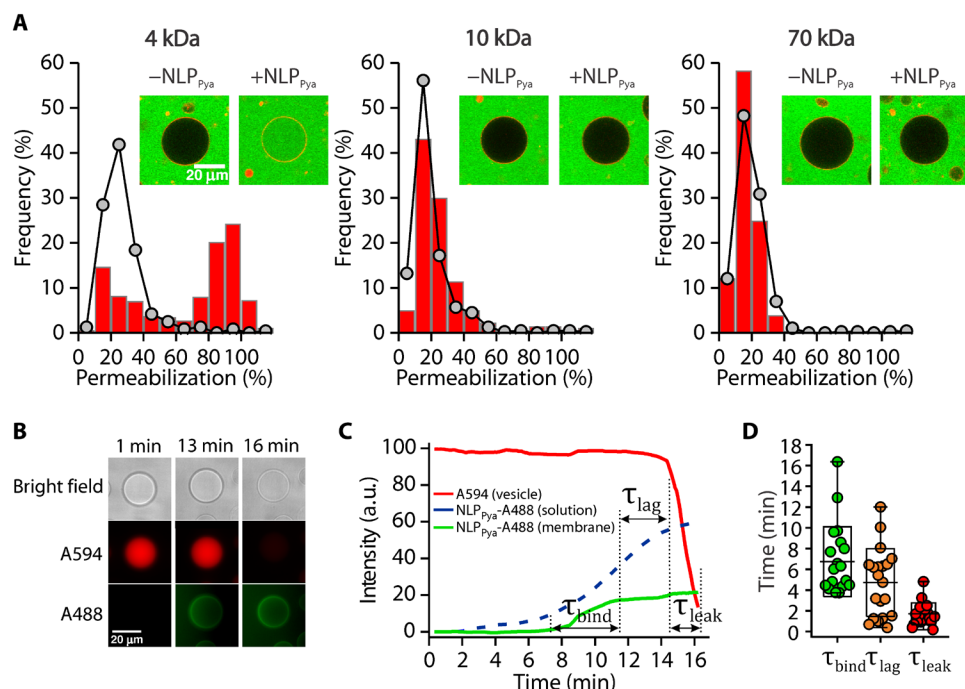 A
4 kDa
10 kDa
70 kDa
−NLPPya +NLPPya
20 µm
−NLPPya +NLPPya
−NLPPya +NLPPya
Frequency (%)
60
50
40
30
20
10
0
0 20 40 60 80 100
Permeabilization (%)
Frequency (%)
60
50
40
30
20
10
0
0 20 40 60 80 100
Permeabilization (%)
Frequency (%)
60
50
40
30
20
10
0
0 20 40 60 80 100
Permeabilization (%)
B
1 min 13 min 16 min
Bright field
A594
A488
20 µm
C
Intensity (a.u.)
100
80
60
40
20
0
A594 (vesicle)
NLPPya-A488 (solution)
NLPPya-A488 (membrane)
τlag
τbind
τleak
0 2 4 6 8 10 12 14 16
Time (min)
D
Time (min)
18
16
14
12
10
8
6
4
2
0
τbind τlag τleak